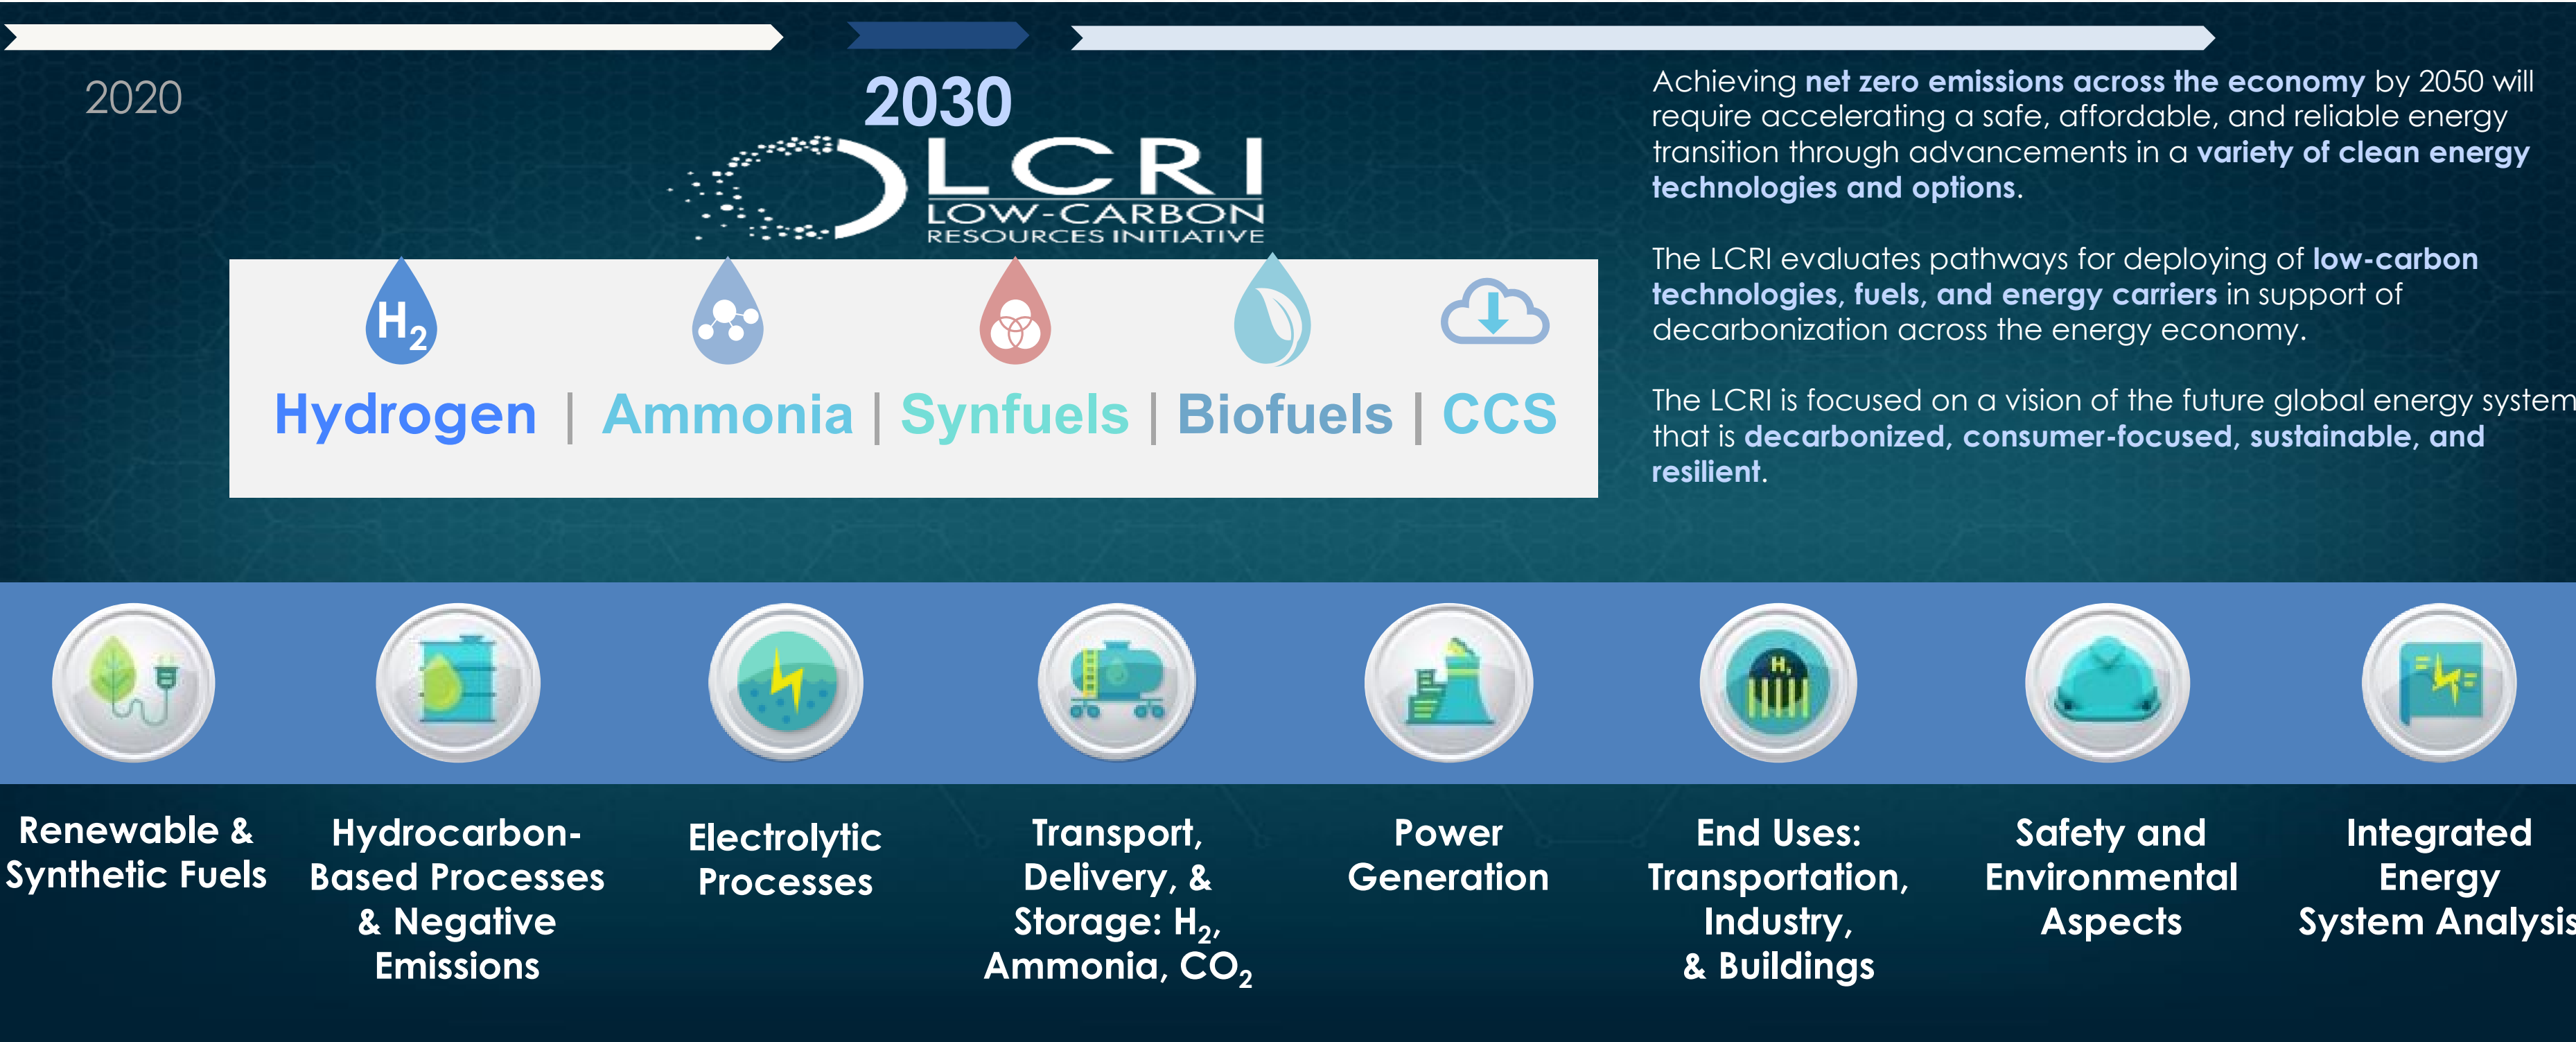 2020
2030
LCRI
LOW-CARBON
RESOURCES INITIATIVE
H₂
Hydrogen | Ammonia | Synfuels | Biofuels | CCS
Achieving net zero emissions across the economy by 2050 will
require accelerating a safe, affordable, and reliable energy
transition through advancements in a variety of clean energy
technologies and options.
The LCRI evaluates pathways for deploying of low-carbon
technologies, fuels, and energy carriers in support of
decarbonization across the energy economy.
The LCRI is focused on a vision of the future global energy system
that is decarbonized, consumer-focused, sustainable, and
resilient.
Renewable &
Synthetic Fuels
Hydrocarbon-
Based Processes
& Negative
Emissions
Electrolytic
Processes
Transport,
Delivery, &
Storage: H₂,
Ammonia, CO₂
Power
Generation
H₂
End Uses:
Transportation,
Industry,
& Buildings
Safety and
Environmental
Aspects
Integrated
Energy
System Analysis